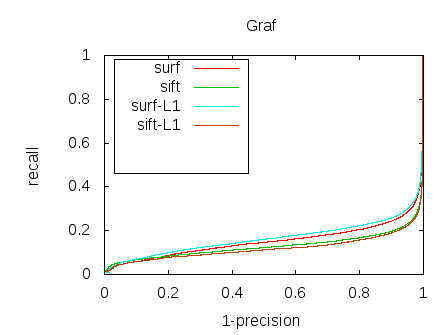 Graf
1
surf
sift
surf-L1
sift-L1
0.8
0.6
recall
0.4
0.2
0
0 0.2 0.4 0.6 0.8 1
1-precision